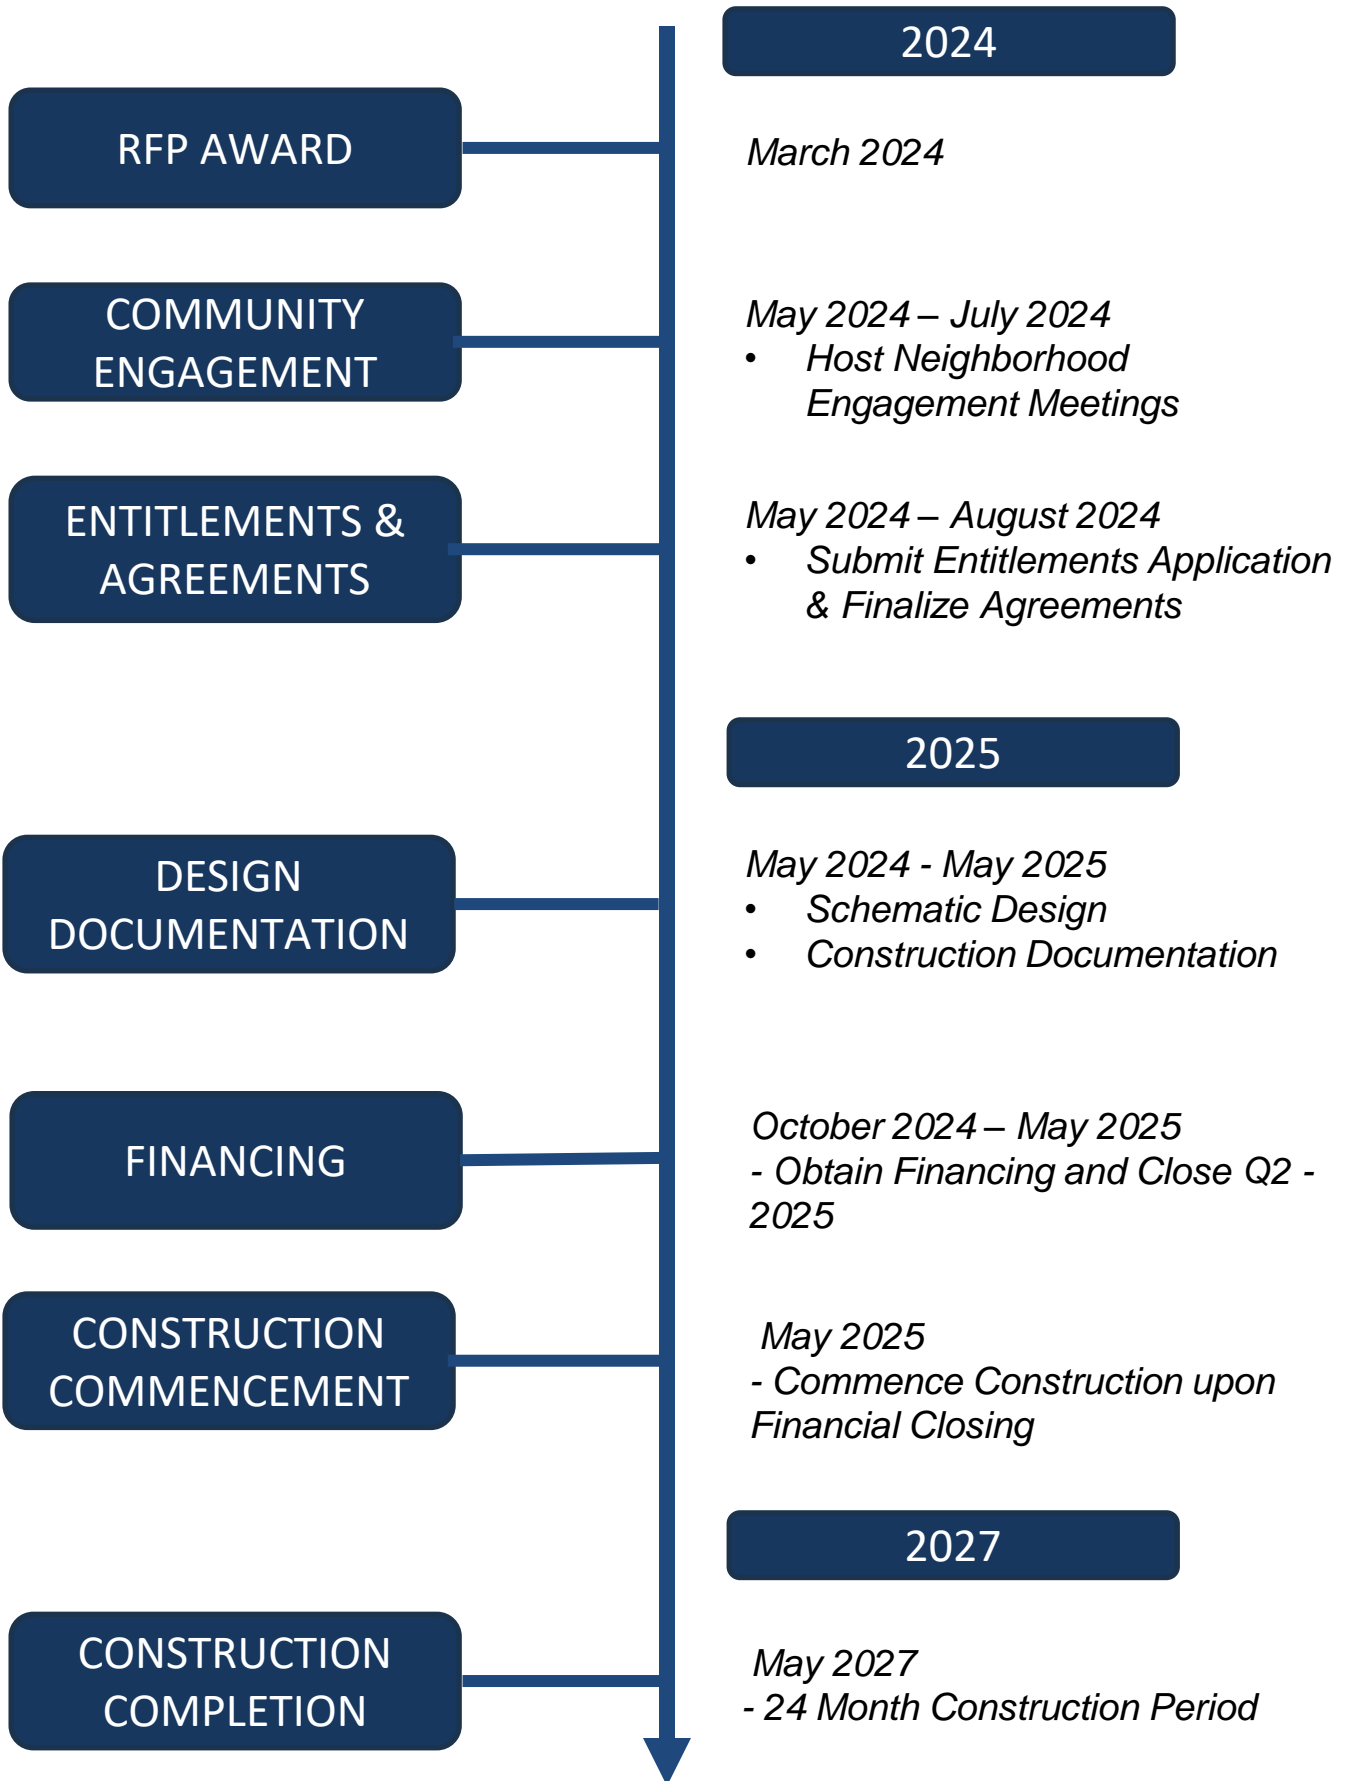 2024
RFP AWARD
March 2024
COMMUNITY
ENGAGEMENT
May 2024 – July 2024
• Host Neighborhood
Engagement Meetings
ENTITLEMENTS &
AGREEMENTS
May 2024 – August 2024
• Submit Entitlements Application
& Finalize Agreements
2025
DESIGN
DOCUMENTATION
May 2024 - May 2025
• Schematic Design
• Construction Documentation
FINANCING
October 2024 – May 2025
- Obtain Financing and Close Q2 -
2025
CONSTRUCTION
COMMENCEMENT
May 2025
- Commence Construction upon
Financial Closing
2027
CONSTRUCTION
COMPLETION
May 2027
- 24 Month Construction Period